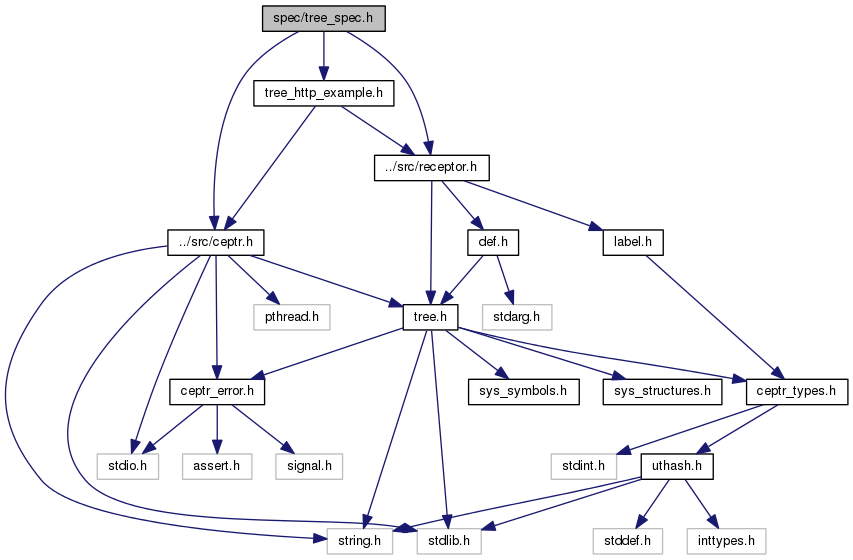 spec/tree_spec.h
tree_http_example.h
../src/receptor.h
../src/ceptr.h
def.h
label.h
pthread.h
tree.h
stdarg.h
ceptr_error.h
sys_symbols.h
sys_structures.h
ceptr_types.h
stdio.h
assert.h
signal.h
stdint.h
uthash.h
string.h
stdlib.h
stddef.h
inttypes.h